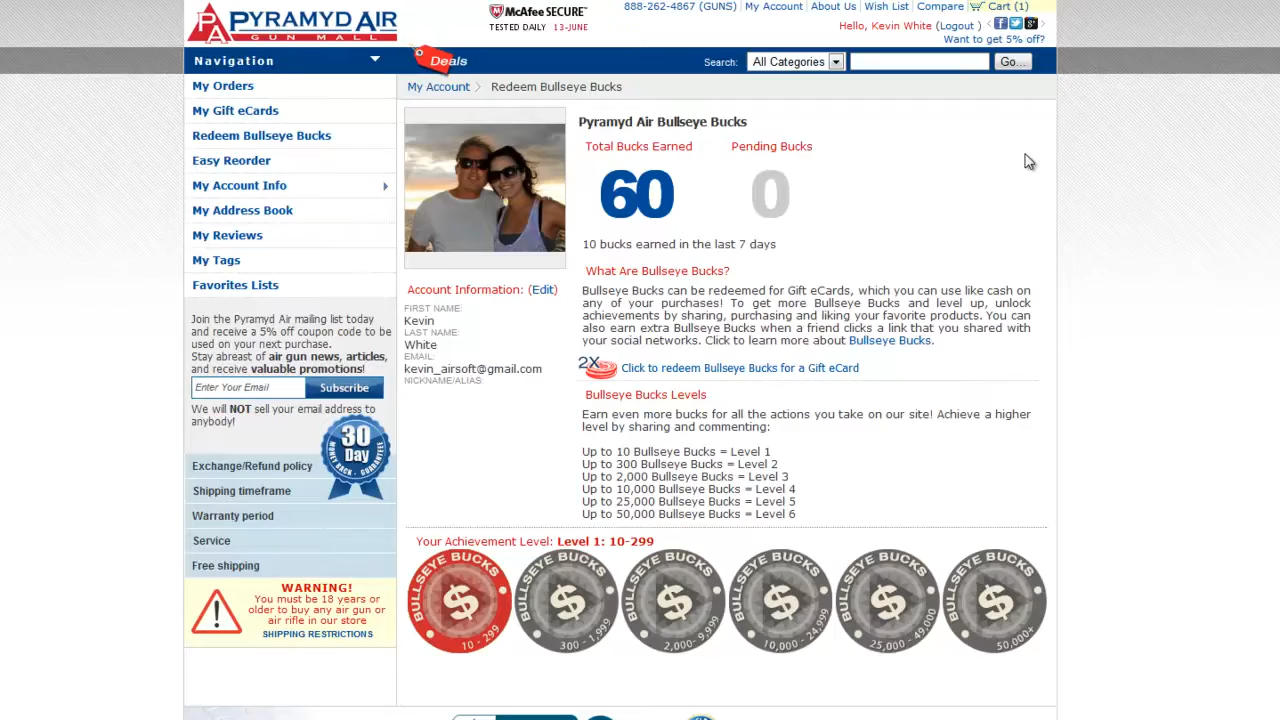 PYRAMYD AIR
GUN MALL
McAfee SECURE™
TESTED DAILY 13-JUNE
888-262-4867 (GUNS) My Account About Us Wish List Compare Cart (1)
Hello, Kevin White (Logout )
Want to get 5% off?
Navigation
Deals
Search: All Categories Go...
My Orders
My Gift eCards
Redeem Bullseye Bucks
Easy Reorder
My Account Info
My Address Book
My Reviews
My Tags
Favorites Lists
Join the Pyramyd Air mailing list today
and receive a 5% off coupon code to be
used on your next purchase.
Stay abreast of air gun news, articles,
and receive valuable promotions!
Enter Your Email Subscribe
We will NOT sell your email address to
anybody!
30
Day
MONEY BACK - GUARANTEE
Exchange/Refund policy
Shipping timeframe
Warranty period
Service
Free shipping
WARNING!
You must be 18 years or
older to buy any air gun or
air rifle in our store
SHIPPING RESTRICTIONS
My Account Redeem Bullseye Bucks
Account Information: (Edit)
FIRST NAME:
Kevin
LAST NAME:
White
EMAIL:
kevin_airsoft@gmail.com
NICKNAME/ALIAS:
Pyramyd Air Bullseye Bucks
Total Bucks Earned Pending Bucks
60 0
10 bucks earned in the last 7 days
What Are Bullseye Bucks?
Bullseye Bucks can be redeemed for Gift eCards, which you can use like cash on
any of your purchases! To get more Bullseye Bucks and level up, unlock
achievements by sharing, purchasing and liking your favorite products. You can
also earn extra Bullseye Bucks when a friend clicks a link that you shared with
your social networks. Click to learn more about Bullseye Bucks.
2X Click to redeem Bullseye Bucks for a Gift eCard
Bullseye Bucks Levels
Earn even more bucks for all the actions you take on our site! Achieve a higher
level by sharing and commenting:
Up to 10 Bullseye Bucks = Level 1
Up to 300 Bullseye Bucks = Level 2
Up to 2,000 Bullseye Bucks = Level 3
Up to 10,000 Bullseye Bucks = Level 4
Up to 25,000 Bullseye Bucks = Level 5
Up to 50,000 Bullseye Bucks = Level 6
Your Achievement Level: Level 1: 10-299
BULLSEYE BUCKS $ 10 - 299
BULLSEYE BUCKS $ 300 - 1,999
BULLSEYE BUCKS $ 2,000-9,999
BULLSEYE BUCKS $ 10,000 - 24,999
BULLSEYE BUCKS $ 25,000 - 49,000
BULLSEYE BUCKS $ 50,000+